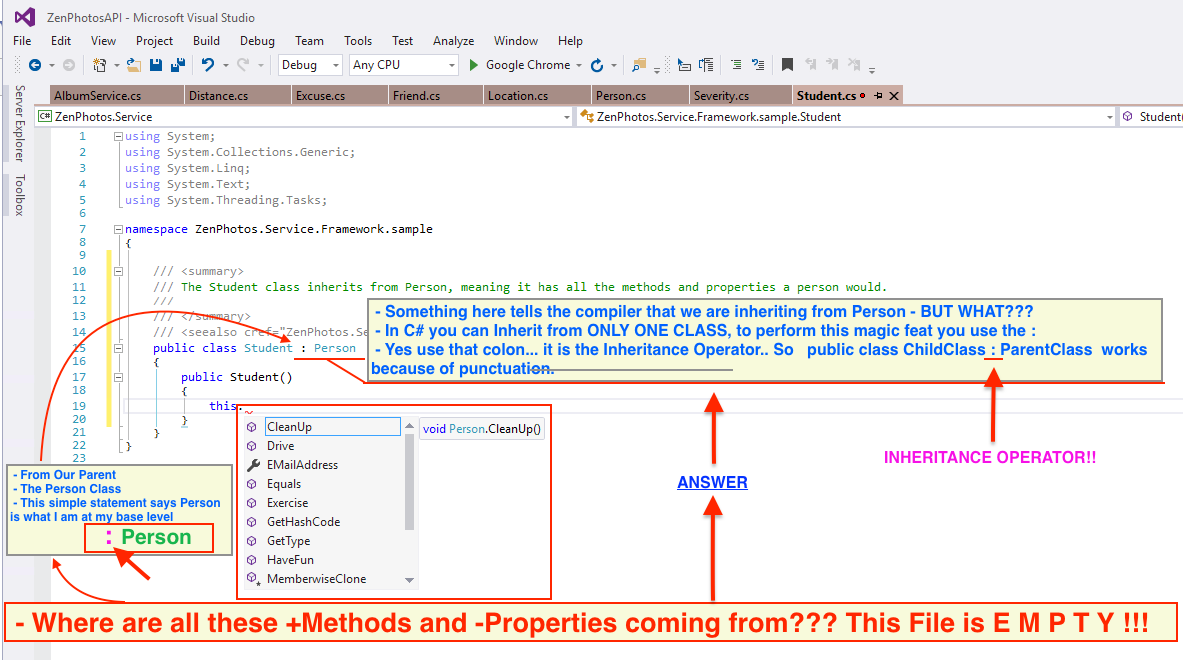 ZenPhotosAPI - Microsoft Visual Studio
File Edit View Project Build Debug Team Tools Test Analyze Window Help
Debug Any CPU Google Chrome
Server Explorer
Toolbox
AlbumService.cs Distance.cs Excuse.cs Friend.cs Location.cs Person.cs Severity.cs Student.cs
C# ZenPhotos.Service ZenPhotos.Service.Framework.sample.Student Student(
1 using System;
2 using System.Collections.Generic;
3 using System.Linq;
4 using System.Text;
5 using System.Threading.Tasks;
6
7 namespace ZenPhotos.Service.Framework.sample
8 {
9
10 /// <summary>
11 /// The Student class inherits from Person, meaning it has all the methods and properties a person would.
12 ///
13 /// </summary>
14 /// <seealso cref="ZenPhotos.Se
15 public class Student : Person
16 {
17 public Student()
18 {
19 this.
20 }
21 }
22 }
23
- Something here tells the compiler that we are inheriting from Person - BUT WHAT???
- In C# you can Inherit from ONLY ONE CLASS, to perform this magic feat you use the :
- Yes use that colon... it is the Inheritance Operator.. So public class ChildClass : ParentClass works
because of punctuation.
CleanUp
Drive
EMailAddress
Equals
Exercise
GetHashCode
GetType
HaveFun
MemberwiseClone
void Person.CleanUp()
INHERITANCE OPERATOR!!
ANSWER
- From Our Parent
- The Person Class
- This simple statement says Person
is what I am at my base level
: Person
- Where are all these +Methods and -Properties coming from??? This File is E M P T Y !!!